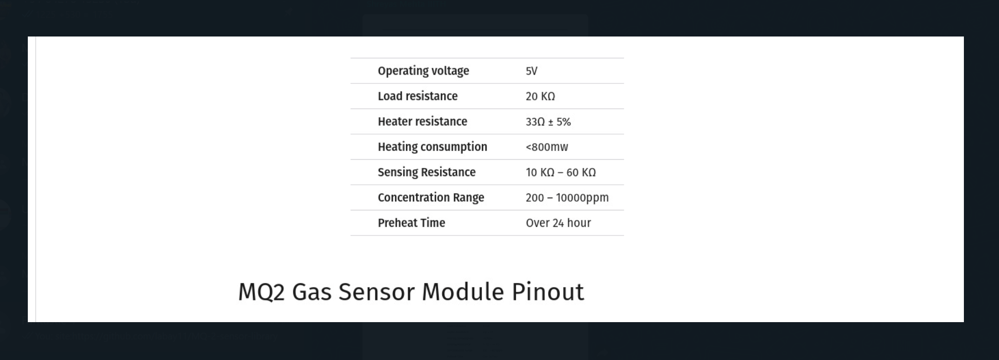 Operating voltage 5V
Load resistance 20 KΩ
Heater resistance 33Ω ± 5%
Heating consumption <800mw
Sensing Resistance 10 KΩ – 60 KΩ
Concentration Range 200 – 10000ppm
Preheat Time Over 24 hour
MQ2 Gas Sensor Module Pinout